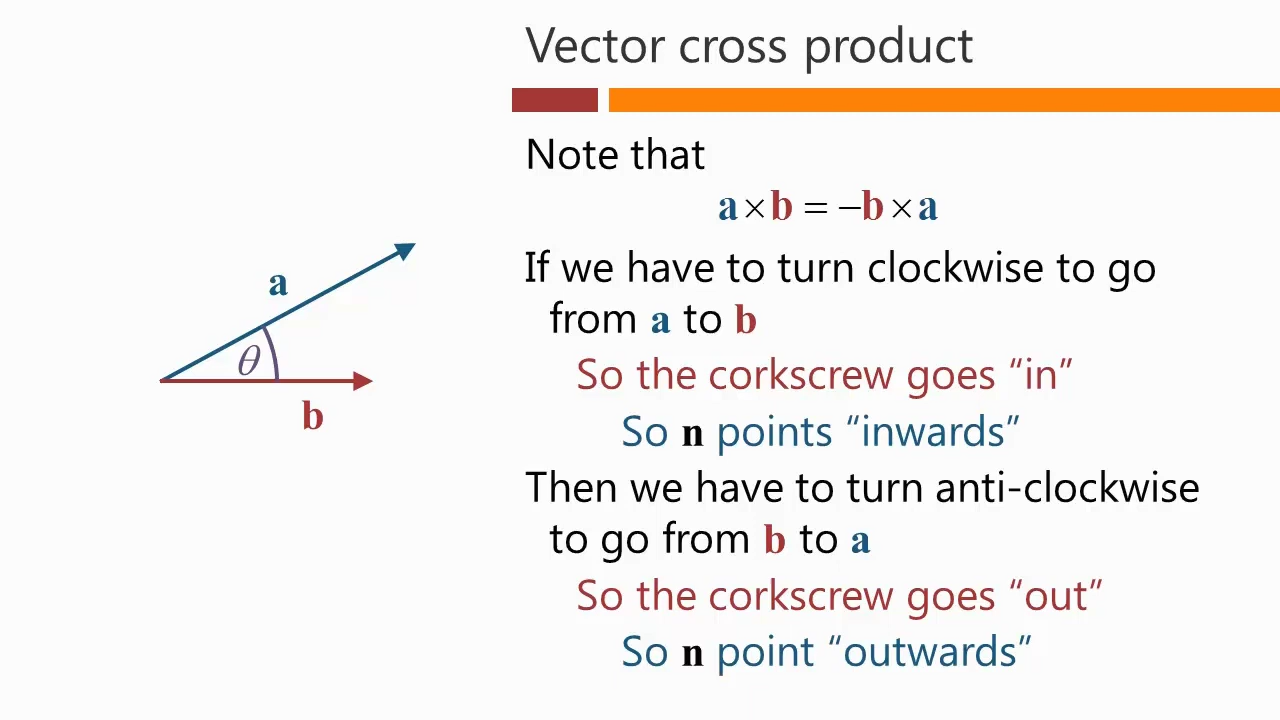 Vector cross product
Note that
a × b = −b × a
If we have to turn clockwise to go
from a to b
So the corkscrew goes “in”
So n points “inwards”
Then we have to turn anti-clockwise
to go from b to a
So the corkscrew goes “out”
So n point “outwards”
a
θ
b